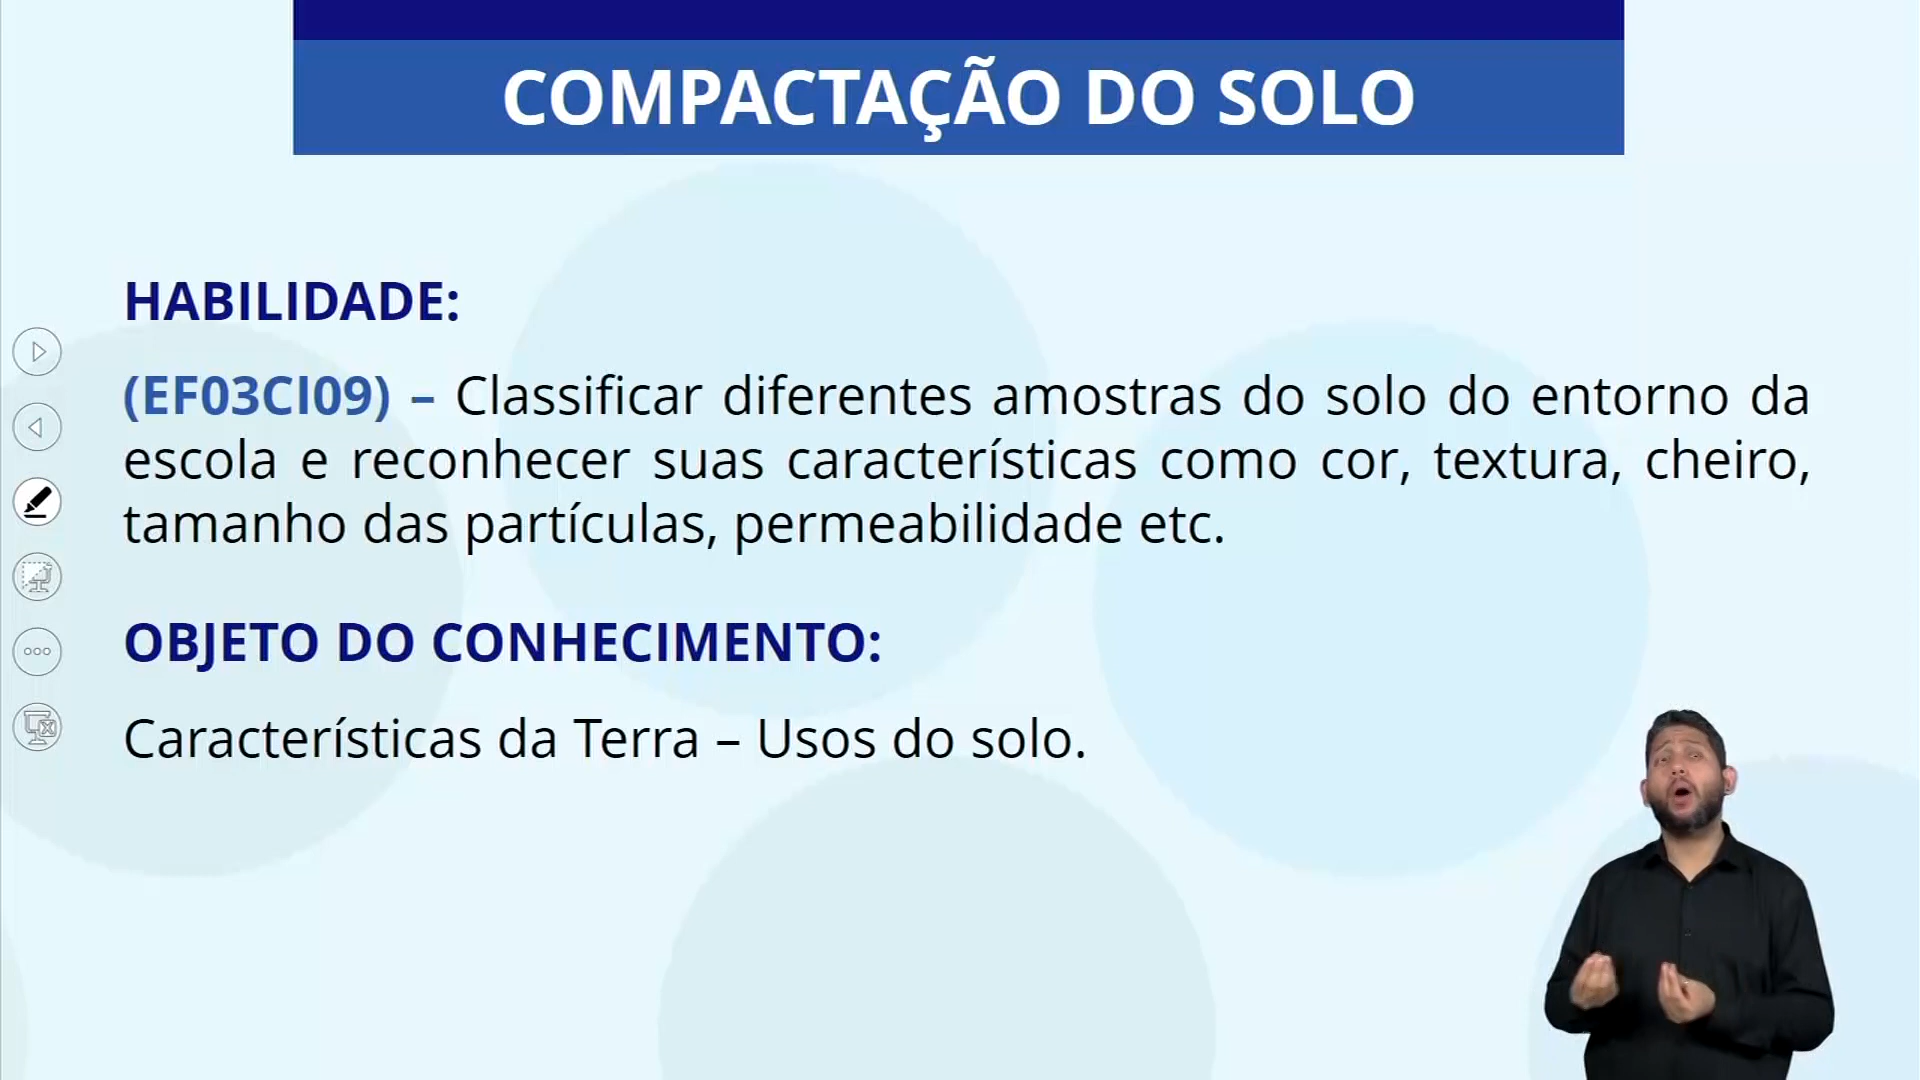 COMPACTAÇÃO DO SOLO
HABILIDADE:
(EF03CI09) – Classificar diferentes amostras do solo do entorno da
escola e reconhecer suas características como cor, textura, cheiro,
tamanho das partículas, permeabilidade etc.
OBJETO DO CONHECIMENTO:
Características da Terra – Usos do solo.